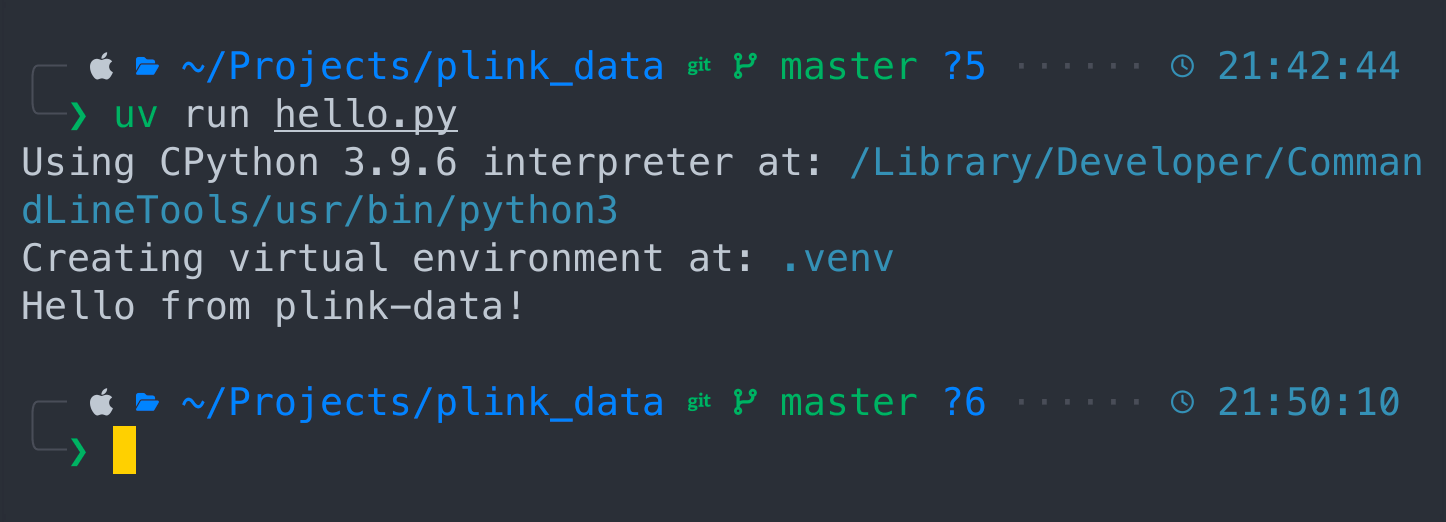 ~/Projects/plink_data git master ?5 ······ 21:42:44
❯ uv run hello.py
Using CPython 3.9.6 interpreter at: /Library/Developer/Comman
dLineTools/usr/bin/python3
Creating virtual environment at: .venv
Hello from plink-data!
~/Projects/plink_data git master ?6 ······ 21:50:10
❯